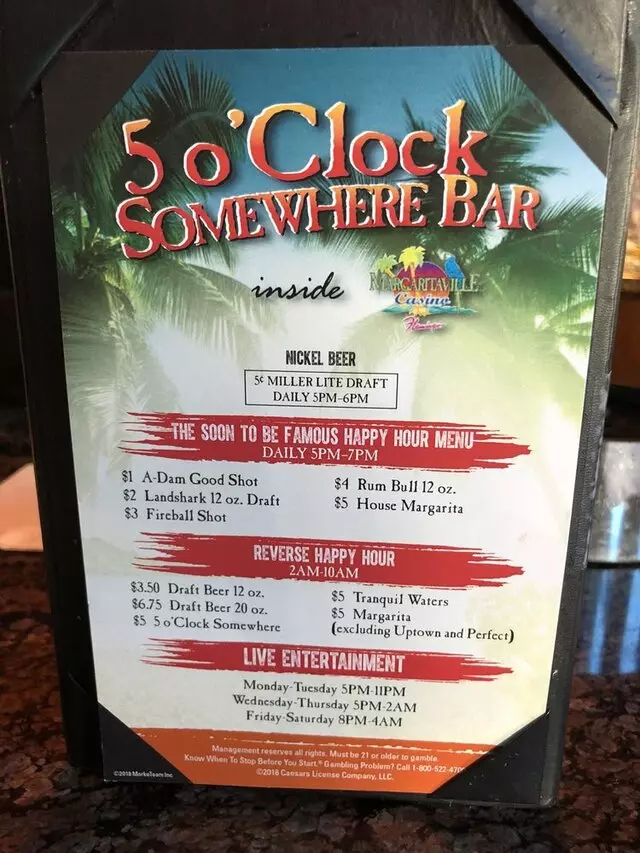 5 o'Clock
SOMEWHERE BAR
inside
MARGARITAVILLE
Casino
Flamingo
NICKEL BEER
5¢ MILLER LITE DRAFT
DAILY 5PM-6PM
THE SOON TO BE FAMOUS HAPPY HOUR MENU
DAILY 5PM-7PM
$1 A-Dam Good Shot
$2 Landshark 12 oz. Draft
$3 Fireball Shot
$4 Rum Bull 12 oz.
$5 House Margarita
REVERSE HAPPY HOUR
2AM-10AM
$3.50 Draft Beer 12 oz.
$6.75 Draft Beer 20 oz.
$5 5 o'Clock Somewhere
$5 Tranquil Waters
$5 Margarita
(excluding Uptown and Perfect)
LIVE ENTERTAINMENT
Monday-Tuesday 5PM-11PM
Wednesday-Thursday 5PM-2AM
Friday-Saturday 8PM-4AM
Management reserves all rights. Must be 21 or older to gamble.
Know When To Stop Before You Start.® Gambling Problem? Call 1-800-522-470
©2018 Caesars License Company, LLC.
©2018 MarksTeam Inc